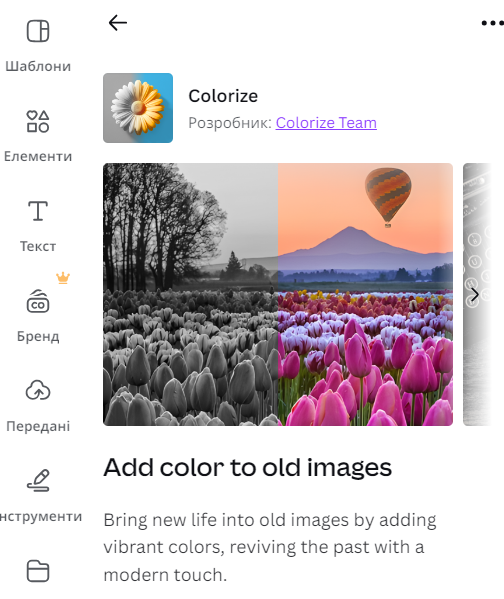 Шаблони
Елементи
Текст
co
Бренд
Передані
нструменти
Colorize
Розробник: Colorize Team
Add color to old images
Bring new life into old images by adding
vibrant colors, reviving the past with a
modern touch.